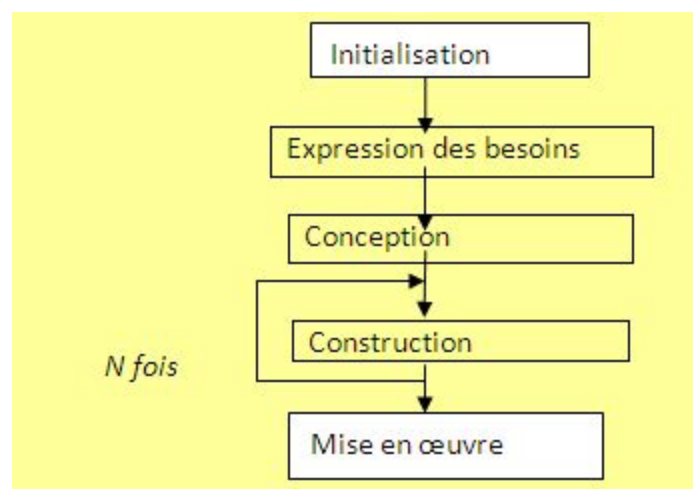 Initialisation
Expression des besoins
Conception
Construction
N fois
Mise en œuvre